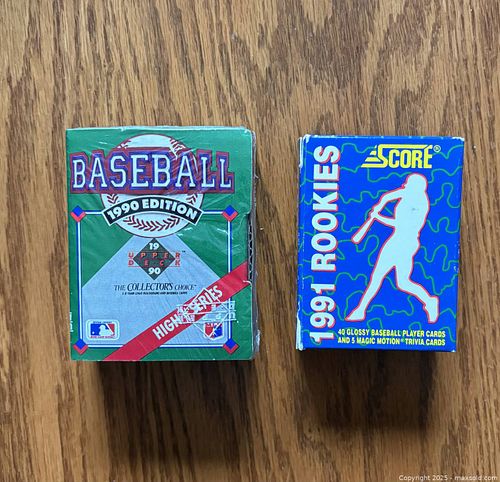 BASEBALL
1990 EDITION
19
UPPER
DECK
90
THE COLLECTOR'S CHOICE
HIGH SERIES
SCORE®
1991 ROOKIES
40 GLOSSY BASEBALL PLAYER CARDS
AND 5 MAGIC MOTION® TRIVIA CARDS
Copyright 2025 - maxsold.com